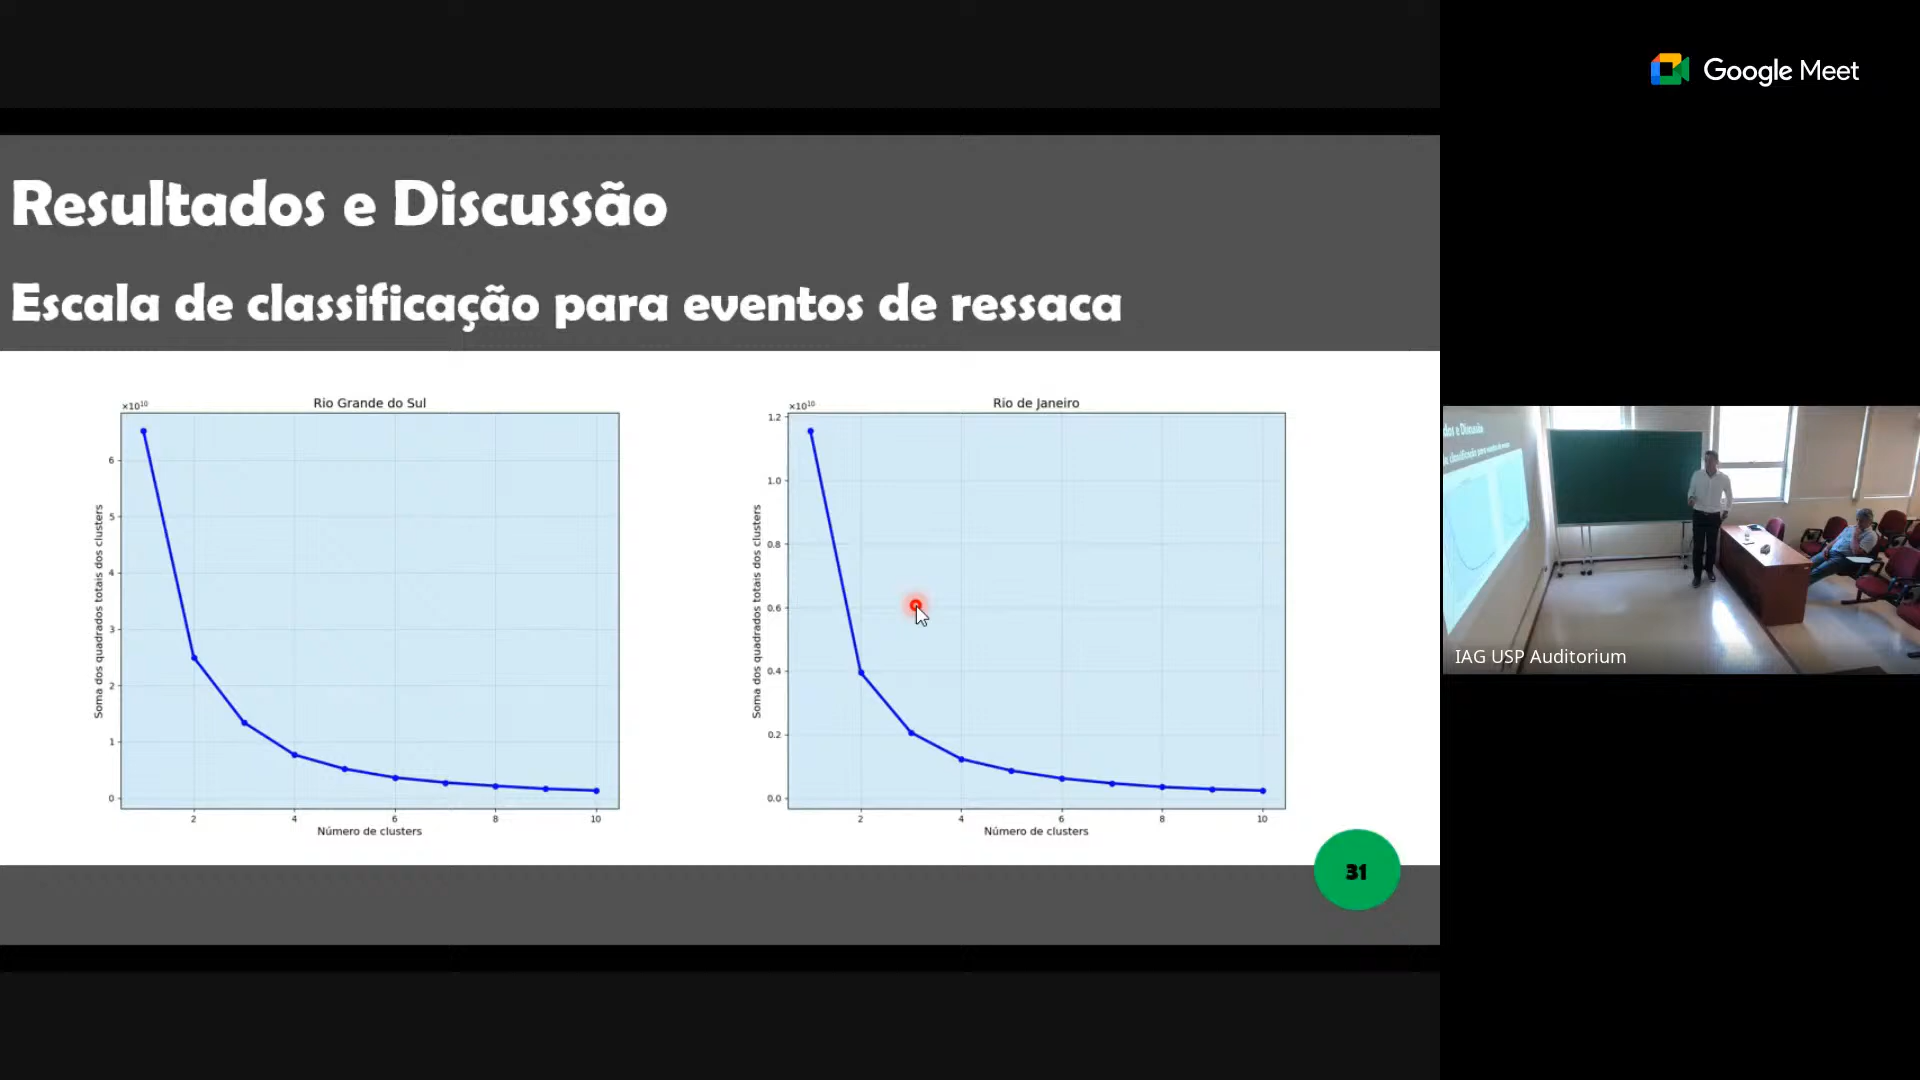 Google Meet
Resultados e Discussão
Escala de classificação para eventos de ressaca
Rio Grande do Sul
×10¹⁰
6
5
4
3
2
1
0
Soma dos quadrados totais dos clusters
2 4 6 8 10
Número de clusters
Rio de Janeiro
×10¹⁰
1.2
1.0
0.8
0.6
0.4
0.2
0.0
Soma dos quadrados totais dos clusters
2 4 6 8 10
Número de clusters
31
IAG USP Auditorium